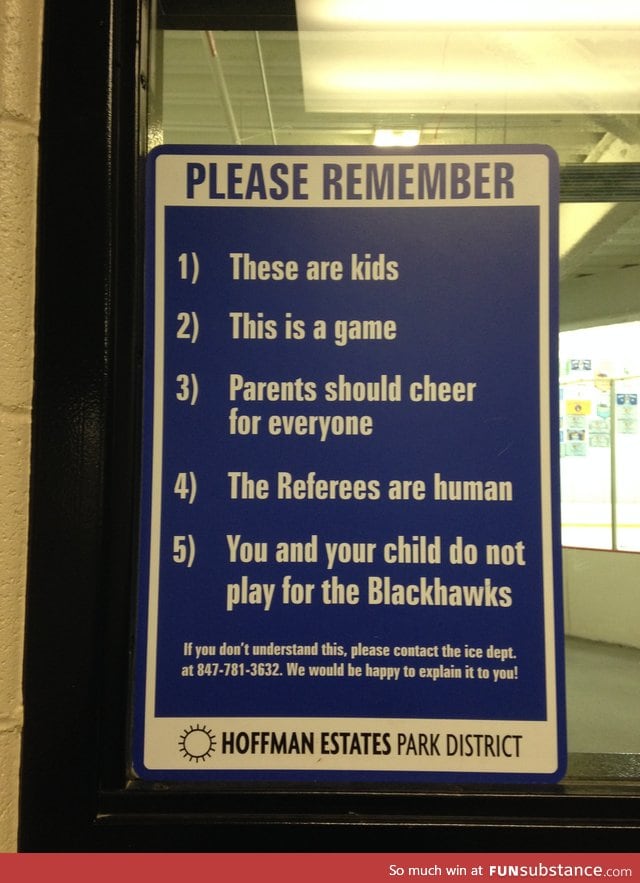 PLEASE REMEMBER
1) These are kids
2) This is a game
3) Parents should cheer
for everyone
4) The Referees are human
5) You and your child do not
play for the Blackhawks
If you don't understand this, please contact the ice dept.
at 847-781-3632. We would be happy to explain it to you!
HOFFMAN ESTATES PARK DISTRICT
So much win at FUNsubstance.com